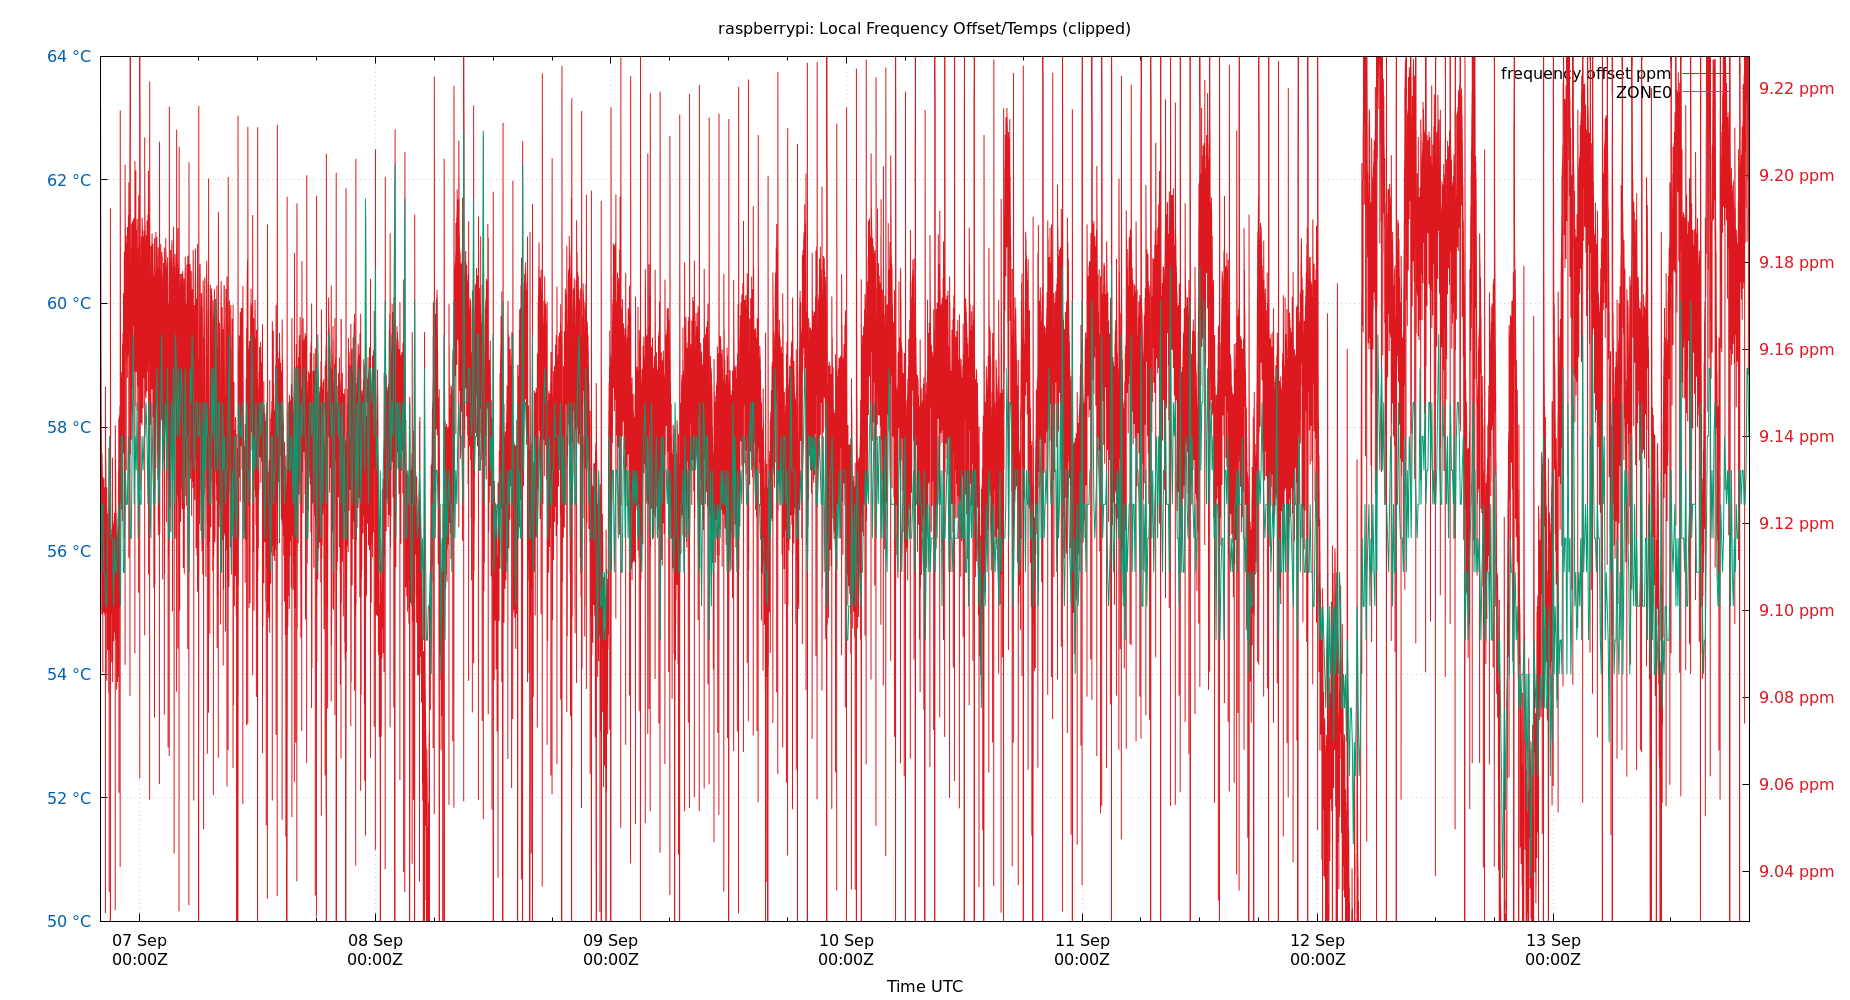 raspberrypi: Local Frequency Offset/Temps (clipped)
64 °C
62 °C
60 °C
58 °C
56 °C
54 °C
52 °C
50 °C
frequency offset ppm
ZONE0
9.22 ppm
9.20 ppm
9.18 ppm
9.16 ppm
9.14 ppm
9.12 ppm
9.10 ppm
9.08 ppm
9.06 ppm
9.04 ppm
07 Sep 08 Sep 09 Sep 10 Sep 11 Sep 12 Sep 13 Sep
00:00Z 00:00Z 00:00Z 00:00Z 00:00Z 00:00Z 00:00Z
Time UTC